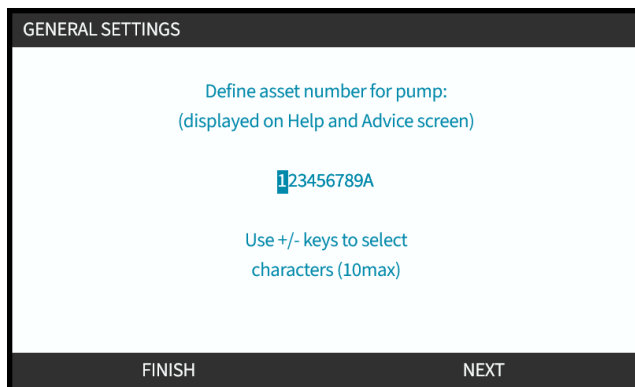 GENERAL SETTINGS
Define asset number for pump:
(displayed on Help and Advice screen)
123456789A
Use +/- keys to select
characters (10max)
FINISH NEXT